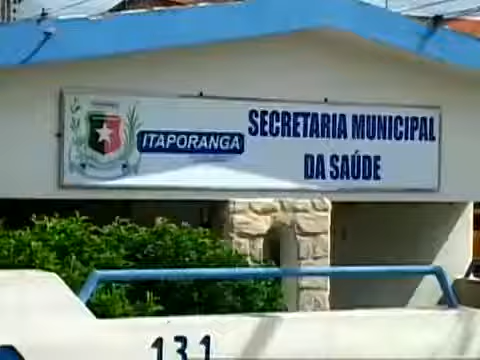 ITAPORANGA
SECRETARIA MUNICIPAL
DA SAÚDE
131